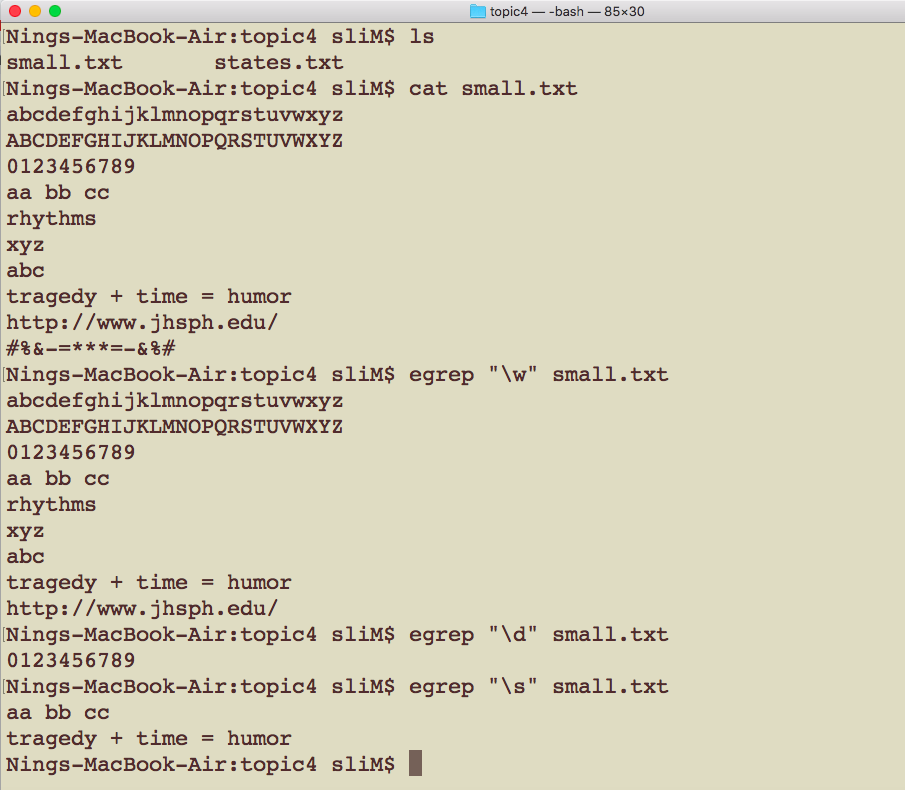 topic4 — -bash — 85×30
Nings-MacBook-Air:topic4 sliM$ ls
small.txt       states.txt
Nings-MacBook-Air:topic4 sliM$ cat small.txt
abcdefghijklmnopqrstuvwxyz
ABCDEFGHIJKLMNOPQRSTUVWXYZ
0123456789
aa bb cc
rhythms
xyz
abc
tragedy + time = humor
http://www.jhsph.edu/
#%&-=***=-&%#
Nings-MacBook-Air:topic4 sliM$ egrep "\w" small.txt
abcdefghijklmnopqrstuvwxyz
ABCDEFGHIJKLMNOPQRSTUVWXYZ
0123456789
aa bb cc
rhythms
xyz
abc
tragedy + time = humor
http://www.jhsph.edu/
Nings-MacBook-Air:topic4 sliM$ egrep "\d" small.txt
0123456789
Nings-MacBook-Air:topic4 sliM$ egrep "\s" small.txt
aa bb cc
tragedy + time = humor
Nings-MacBook-Air:topic4 sliM$